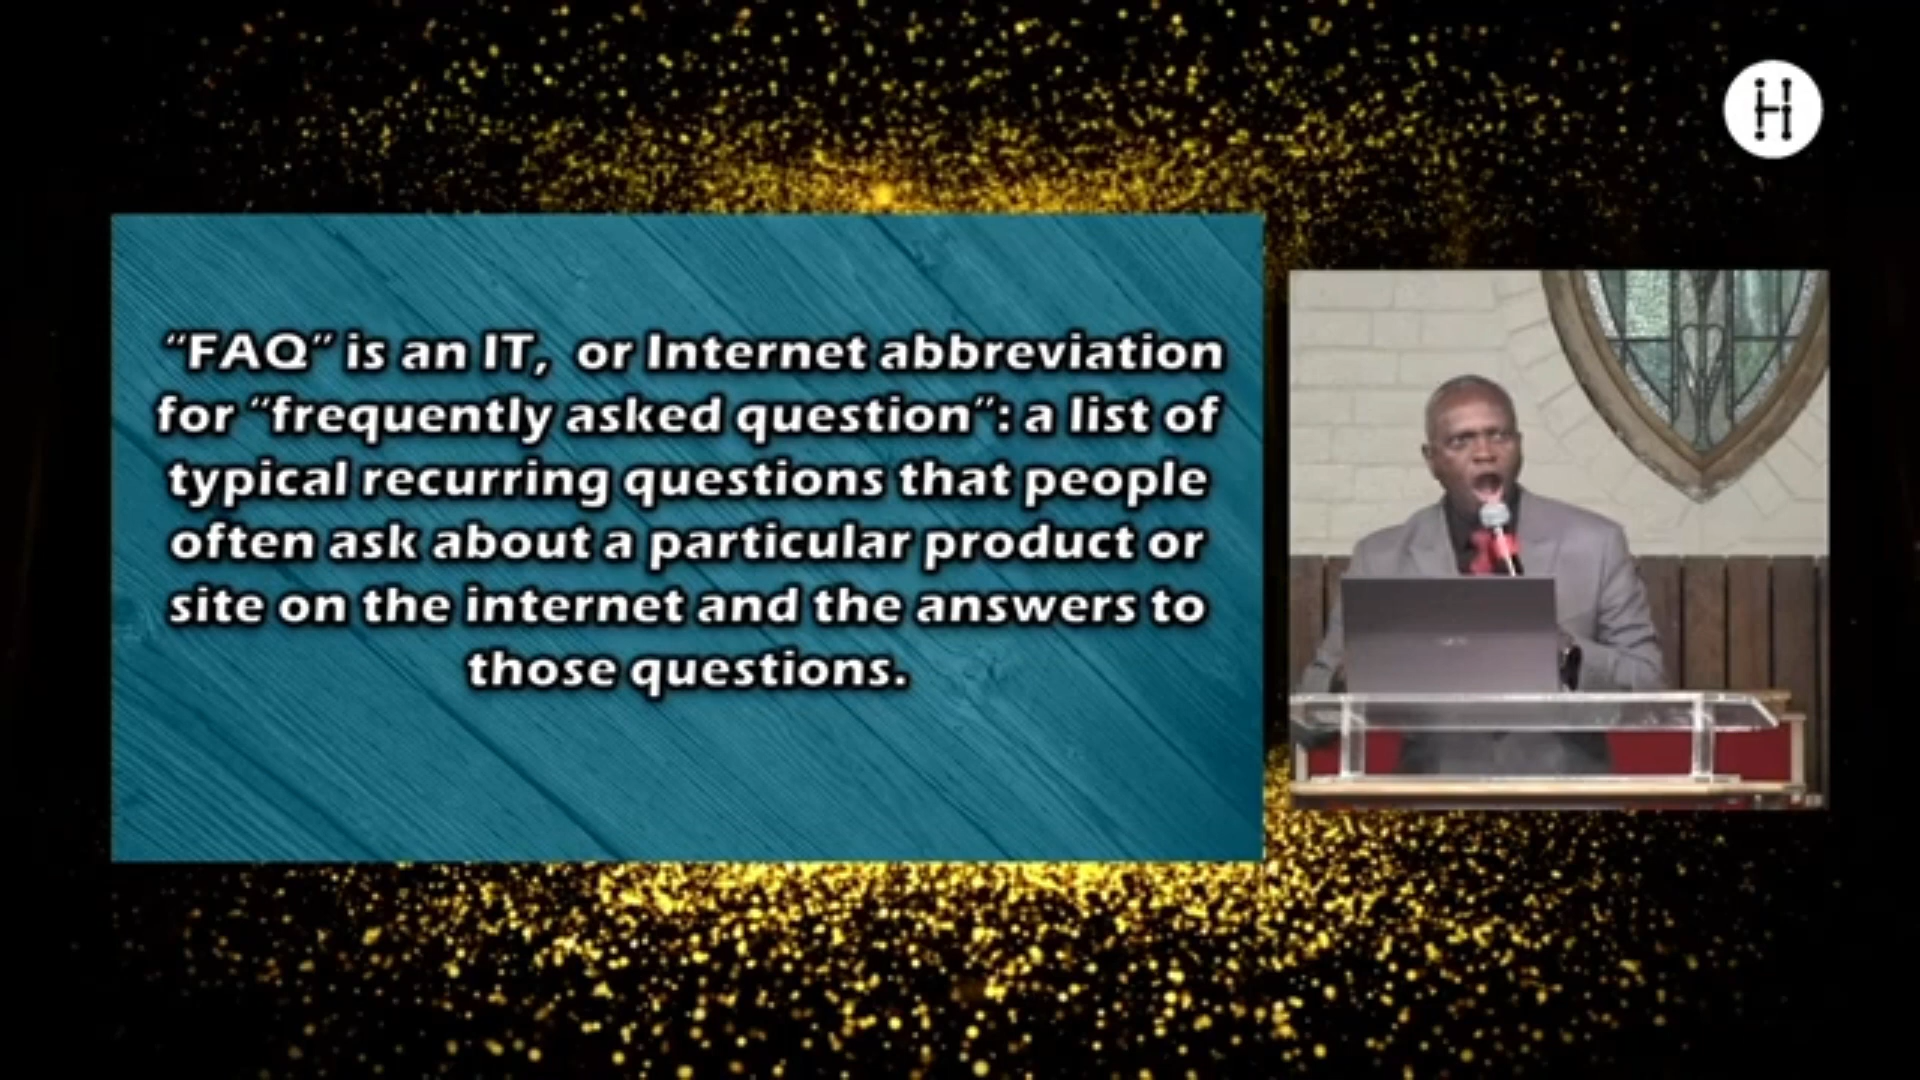 “FAQ” is an IT,  or Internet abbreviation
for “frequently asked question”: a list of
typical recurring questions that people
often ask about a particular product or
site on the internet and the answers to
those questions.
H